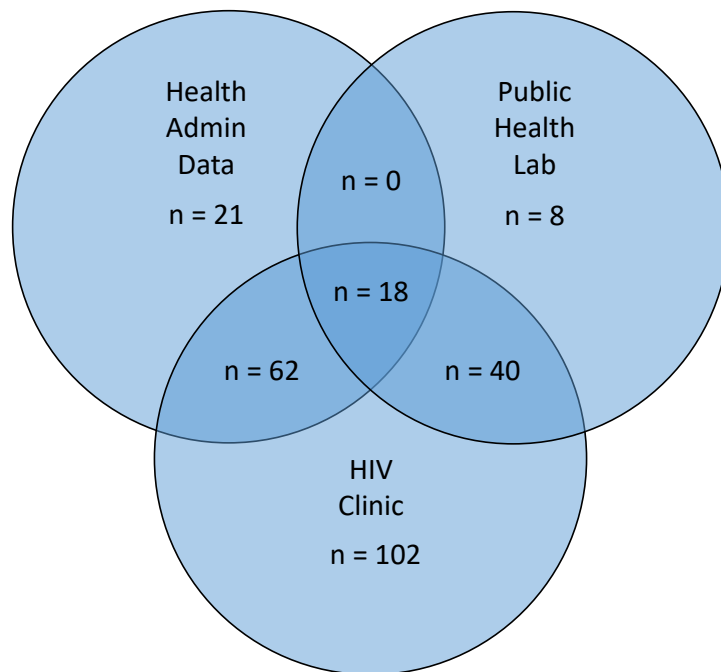 Health
Admin
Data
n = 21
Public
Health
Lab
n = 8
n = 0
n = 18
n = 62
n = 40
HIV
Clinic
n = 102